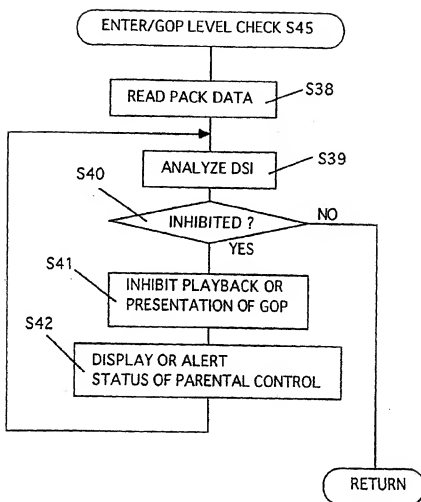 ENTER/GOP LEVEL CHECK S45
READ PACK DATA
S38
ANALYZE DSI
S39
S40
INHIBITED ?
NO
YES
S41
INHIBIT PLAYBACK OR
PRESENTATION OF GOP
S42
DISPLAY OR ALERT
STATUS OF PARENTAL CONTROL
RETURN